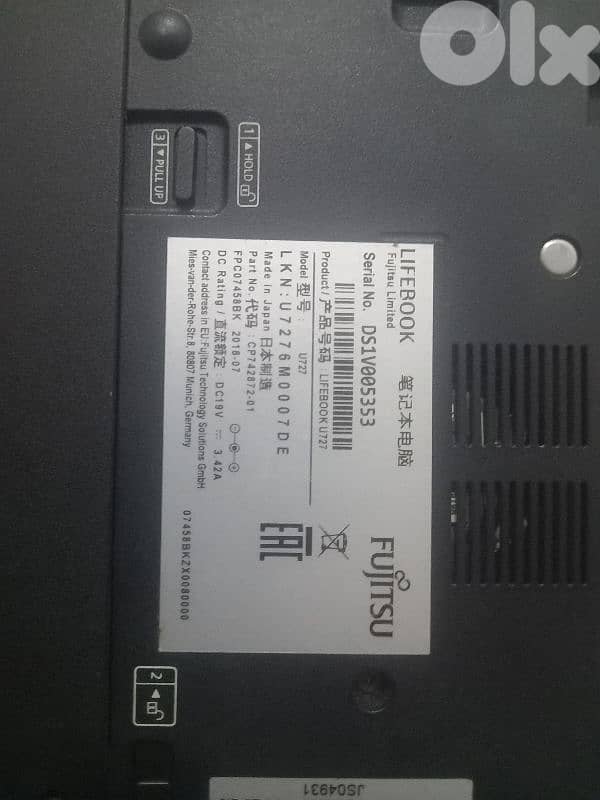 olx
1 ▲ HOLD
3 ▼ PULL UP
LIFEBOOK 笔记本电脑
Fujitsu Limited
Serial No. DS1V005353
FUJITSU
Product / 产品号码 : LIFEBOOK U727
Model 型号 : U727
LKN:U7276M0007DE
Made in Japan 日本制造
Part No. 代码 : CP742872-01
FPC07458BK 2018-07
DC Rating / 直流额定 : DC19V ⎓ 3.42A
Contact address in EU:Fujitsu Technology Solutions GmbH
Mies-van-der-Rohe-Str.8, 80807 Munich, Germany
EAC
07458BKZX0080000
2
JS04931